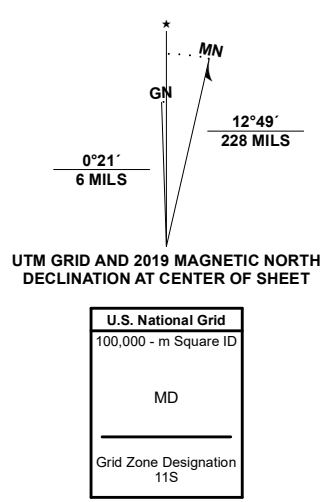 ★
MN
GN
12°49´
228 MILS
0°21´
6 MILS
UTM GRID AND 2019 MAGNETIC NORTH
DECLINATION AT CENTER OF SHEET
U.S. National Grid
100,000 - m Square ID
MD
Grid Zone Designation
11S